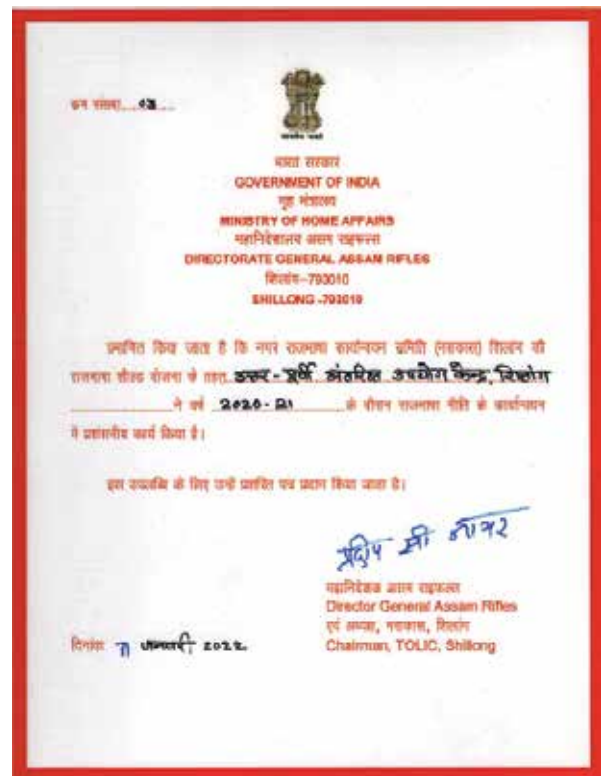 क्रम संख्या....03....
भारत सरकार
GOVERNMENT OF INDIA
गृह मंत्रालय
MINISTRY OF HOME AFFAIRS
महानिदेशालय असम राइफल्स
DIRECTORATE GENERAL ASSAM RIFLES
शिलांग-793010
SHILLONG -793010
प्रमाणित किया जाता है कि नगर राजभाषा कार्यान्वयन समिति (नराकास) शिलांग की
राजभाषा शील्ड योजना के तहत उत्तर-पूर्वी अंतरिक्ष उपयोग केन्द्र, शिलांग
ने वर्ष 2020-21 के दौरान राजभाषा नीति के कार्यान्वयन
में प्रशंसनीय कार्य किया है।
इस उपलब्धि के लिए उन्हें प्रशस्ति पत्र प्रदान किया जाता है।
प्रदीप सी नायर
महानिदेशक असम राइफल्स
Director General Assam Rifles
एवं अध्यक्ष, नराकास, शिलांग
Chairman, TOLIC, Shillong
दिनांक जनवरी, 2022